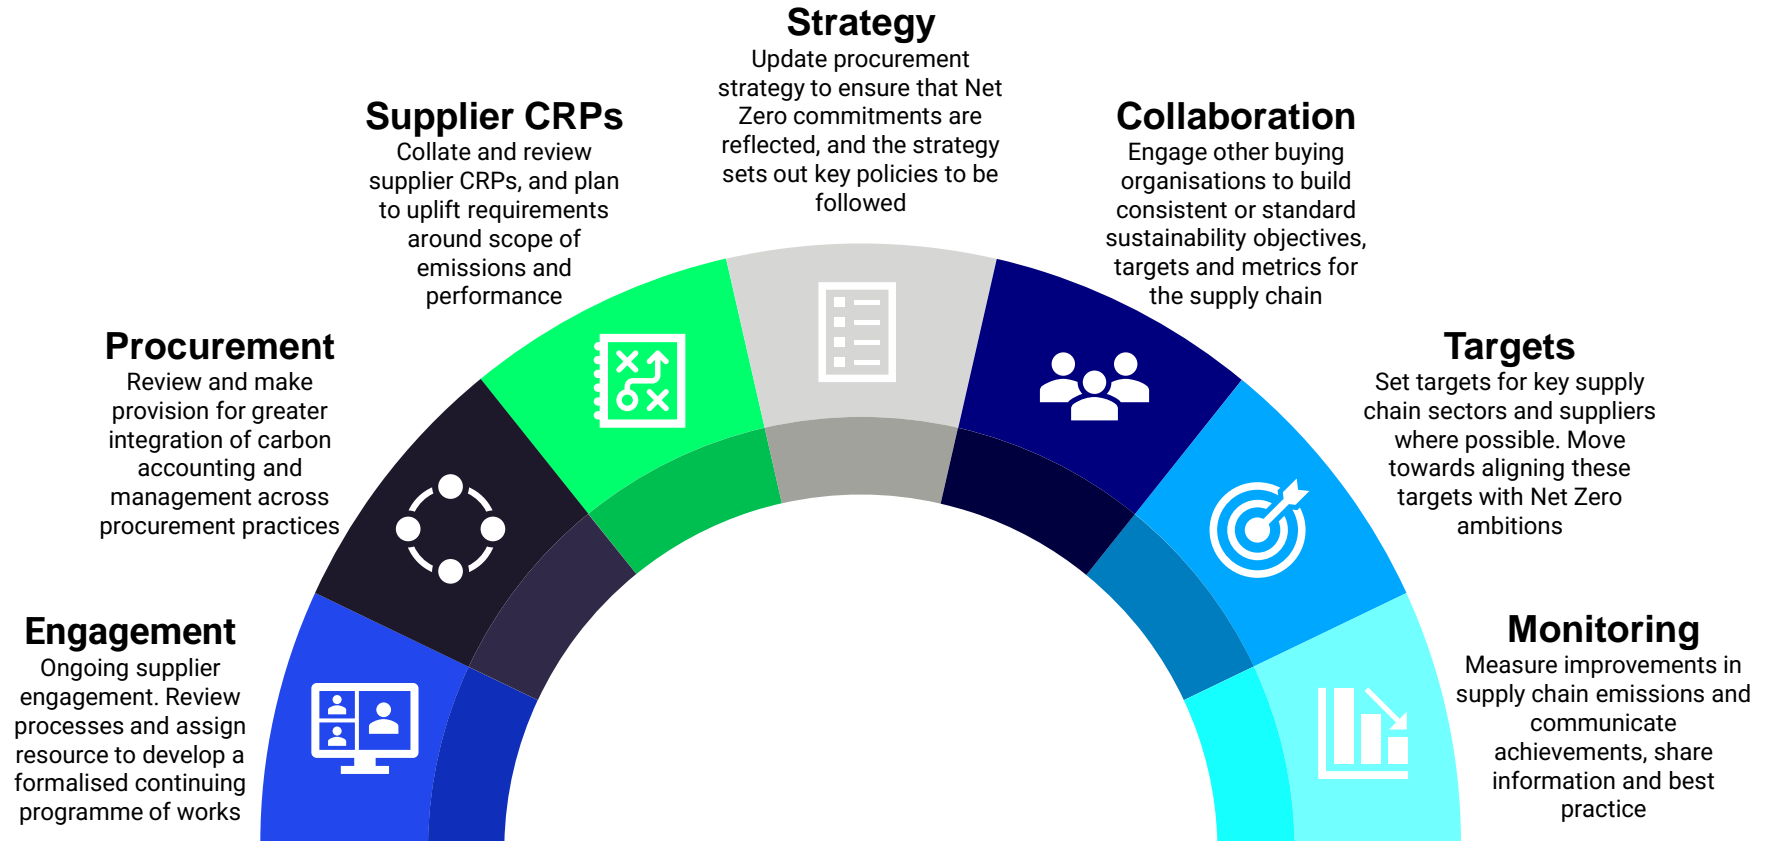 Strategy
Update procurement
strategy to ensure that Net
Zero commitments are
reflected, and the strategy
sets out key policies to be
followed
Supplier CRPs
Collate and review
supplier CRPs, and plan
to uplift requirements
around scope of
emissions and
performance
Collaboration
Engage other buying
organisations to build
consistent or standard
sustainability objectives,
targets and metrics for
the supply chain
Procurement
Review and make
provision for greater
integration of carbon
accounting and
management across
procurement practices
Targets
Set targets for key supply
chain sectors and suppliers
where possible. Move
towards aligning these
targets with Net Zero
ambitions
Engagement
Ongoing supplier
engagement. Review
processes and assign
resource to develop a
formalised continuing
programme of works
Monitoring
Measure improvements in
supply chain emissions and
communicate
achievements, share
information and best
practice